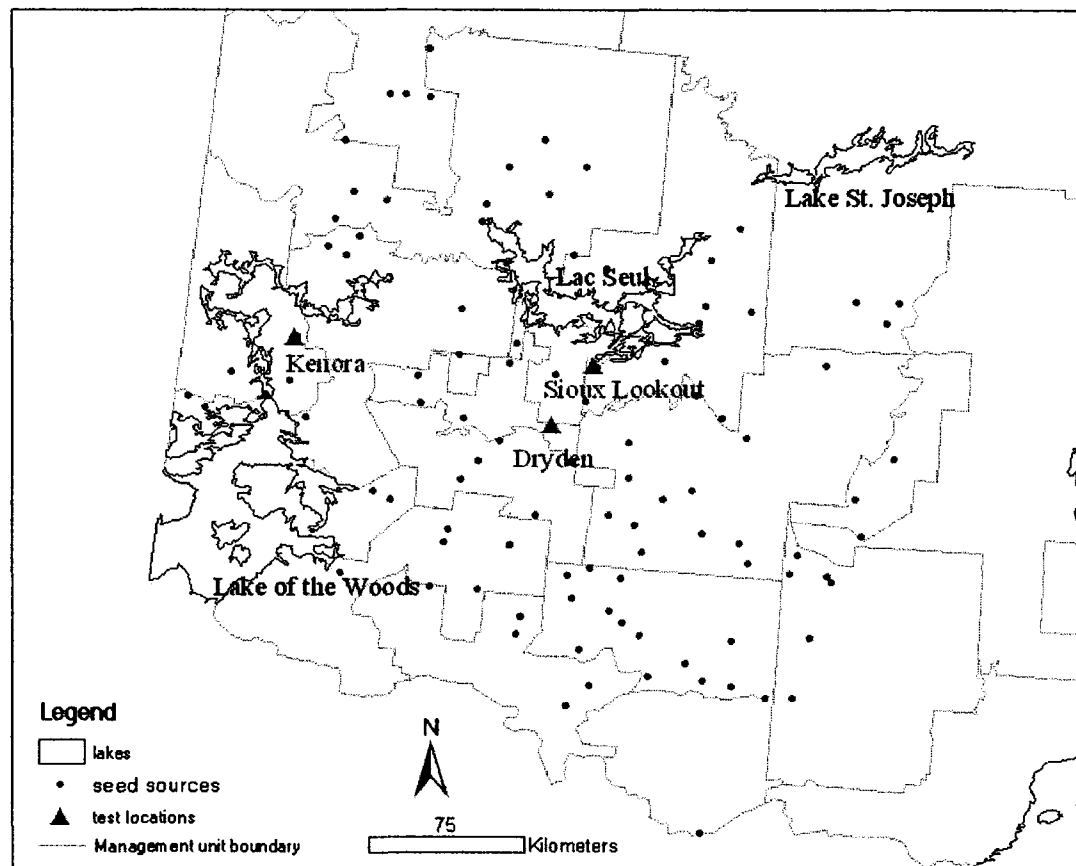 Lake St. Joseph
Lac Seul
Kenora
Sioux Lookout
Dryden
Lake of the Woods
Legend
lakes
seed sources
test locations
Management unit boundary
N
75
Kilometers